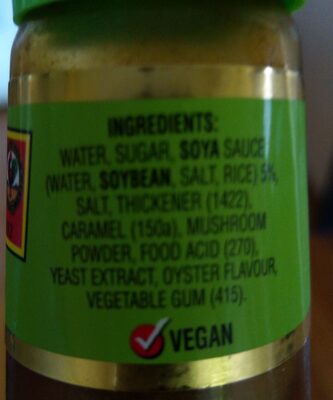 INGREDIENTS:
WATER, SUGAR, SOYA SAUCE
(WATER, SOYBEAN, SALT, RICE) 5%,
SALT, THICKENER (1422),
CARAMEL (150a), MUSHROOM
POWDER, FOOD ACID (270),
YEAST EXTRACT, OYSTER FLAVOUR,
VEGETABLE GUM (415).
VEGAN